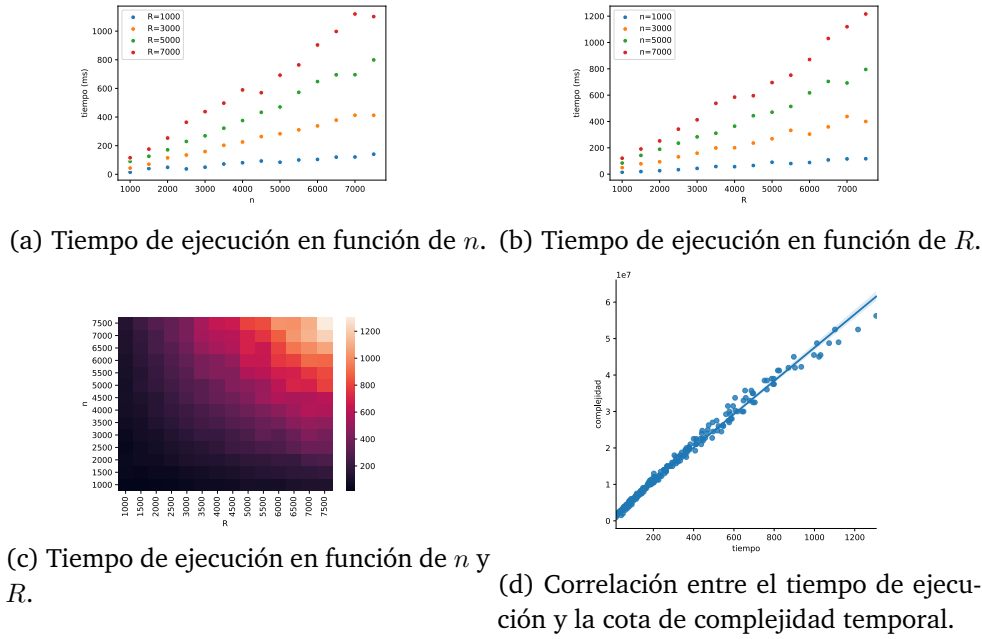 R=1000
R=3000
R=5000
R=7000
1000
800
600
400
200
0
tiempo (ms)
1000 2000 3000 4000 5000 6000 7000
n
n=1000
n=3000
n=5000
n=7000
1200
1000
800
600
400
200
0
tiempo (ms)
1000 2000 3000 4000 5000 6000 7000
R
(a) Tiempo de ejecución en función de n.
(b) Tiempo de ejecución en función de R.
7500
7000
6500
6000
5500
5000
4500
4000
3500
3000
2500
2000
1500
1000
n
1000 1500 2000 2500 3000 3500 4000 4500 5000 5500 6000 6500 7000 7500
R
1200
1000
800
600
400
200
(c) Tiempo de ejecución en función de n y
R.
1e7
6
5
4
3
2
1
0
complejidad
200 400 600 800 1000 1200
tiempo
(d) Correlación entre el tiempo de ejecu-
ción y la cota de complejidad temporal.